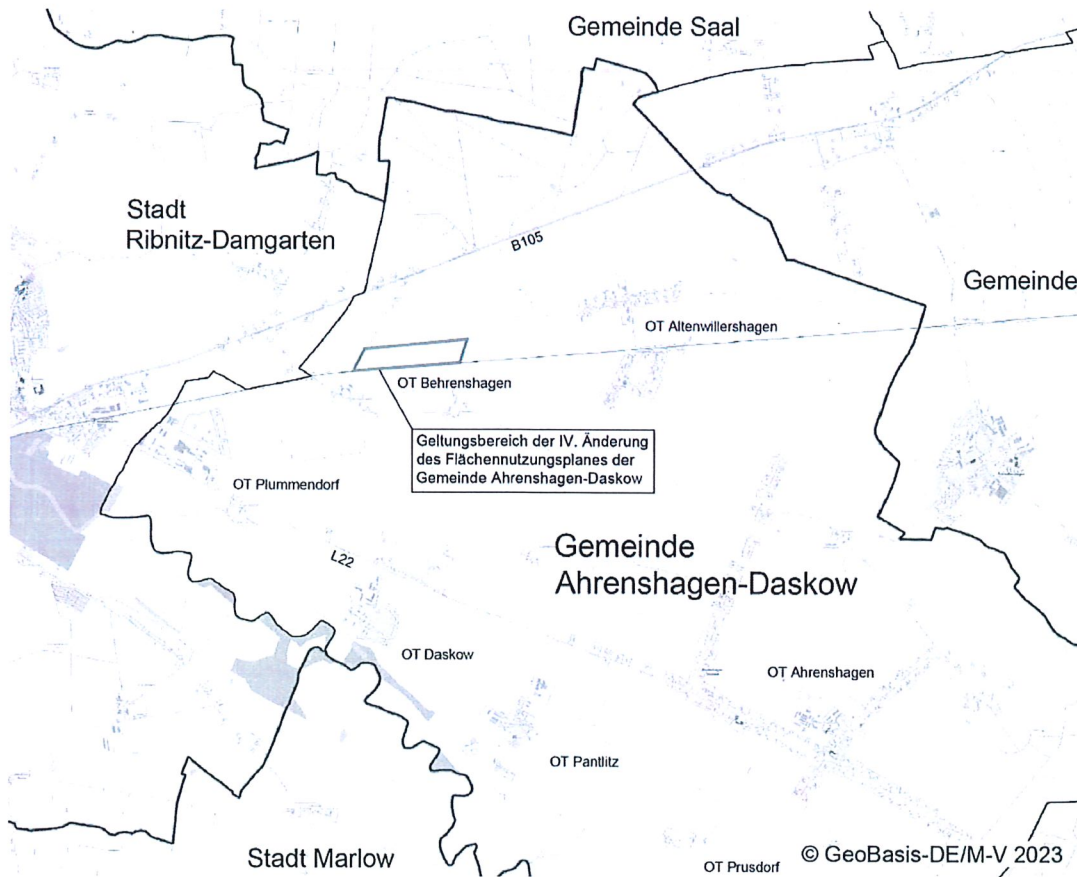 Gemeinde Saal
Stadt
Ribnitz-Damgarten
B105
Gemeinde
OT Altenwillershagen
OT Behrenshagen
Geltungsbereich der IV. Änderung
des Flächennutzungsplanes der
Gemeinde Ahrenshagen-Daskow
OT Plummendorf
L22
Gemeinde
Ahrenshagen-Daskow
OT Daskow
OT Ahrenshagen
OT Pantlitz
Stadt Marlow
© GeoBasis-DE/M-V 2023
OT Prusdorf